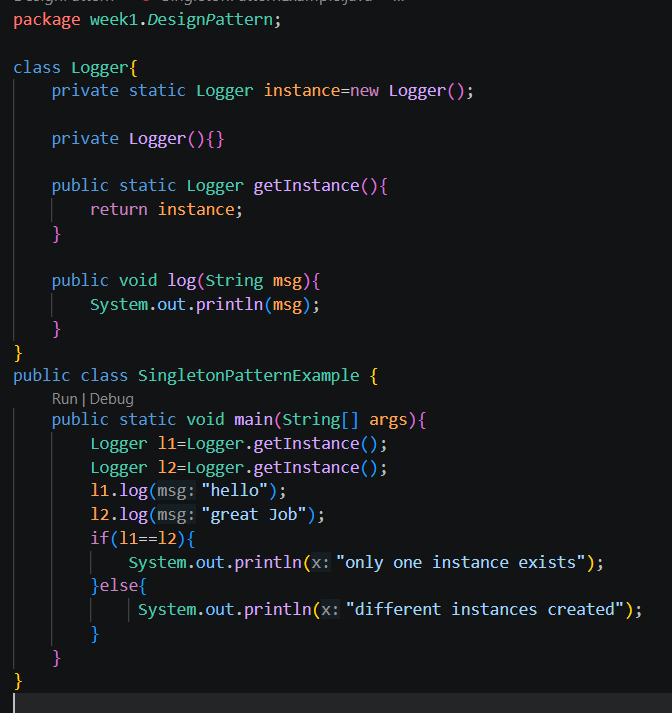 package week1.DesignPattern;
class Logger{
    private static Logger instance=new Logger();
    private Logger(){}
    public static Logger getInstance(){
        return instance;
    }
    public void log(String msg){
        System.out.println(msg);
    }
}
public class SingletonPatternExample {
    Run | Debug
    public static void main(String[] args){
        Logger l1=Logger.getInstance();
        Logger l2=Logger.getInstance();
        l1.log(msg: "hello");
        l2.log(msg: "great Job");
        if(l1==l2){
            System.out.println(x: "only one instance exists");
        }else{
             System.out.println(x: "different instances created");
        }
    }
}